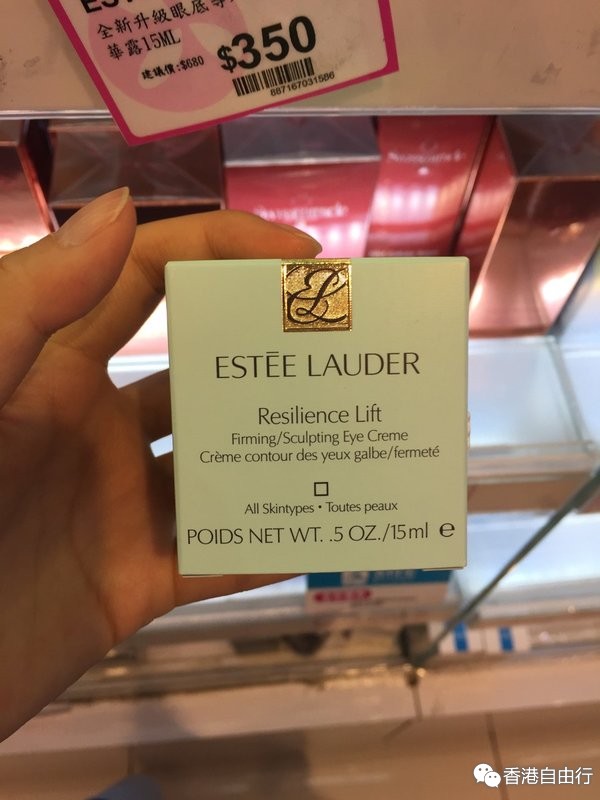 全新升級眼底
華露15ML
建議價:$680
$350
887167031586
EL
ESTĒE LAUDER
Resilience Lift
Firming/Sculpting Eye Creme
Crème contour des yeux galbe/fermeté
All Skintypes • Toutes peaux
POIDS NET WT. .5 OZ./15ml e
香港自由行